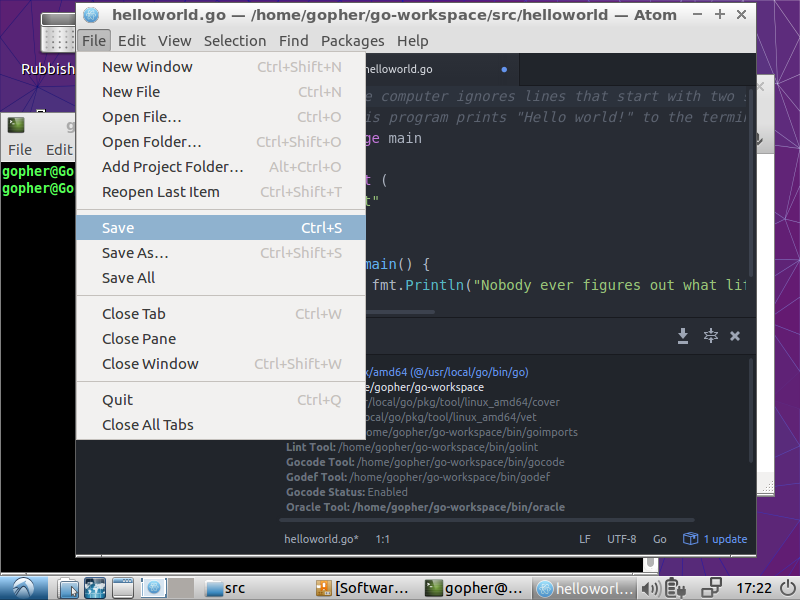 helloworld.go — /home/gopher/go-workspace/src/helloworld — Atom
File Edit View Selection Find Packages Help
Rubbish
File Edit
gopher@Go
gopher@Go
New Window Ctrl+Shift+N
New File Ctrl+N
Open File… Ctrl+O
Open Folder… Ctrl+Shift+O
Add Project Folder… Alt+Ctrl+O
Reopen Last Item Ctrl+Shift+T
Save Ctrl+S
Save As… Ctrl+Shift+S
Save All
Close Tab Ctrl+W
Close Pane
Close Window Ctrl+Shift+W
Quit Ctrl+Q
Close All Tabs
helloworld.go
e computer ignores lines that start with two s
is program prints "Hello world!" to the termi
ge main
t (
t"
main() {
fmt.Println("Nobody ever figures out what lif
x/amd64 (@/usr/local/go/bin/go)
e/gopher/go-workspace
r/local/go/pkg/tool/linux_amd64/cover
ocal/go/pkg/tool/linux_amd64/vet
e/gopher/go-workspace/bin/goimports
Lint Tool: /home/gopher/go-workspace/bin/golint
Gocode Tool: /home/gopher/go-workspace/bin/gocode
Godef Tool: /home/gopher/go-workspace/bin/godef
Gocode Status: Enabled
Oracle Tool: /home/gopher/go-workspace/bin/oracle
helloworld.go* 1:1 LF UTF-8 Go 1 update
src [Softwar... gopher@... helloworl... 17:22